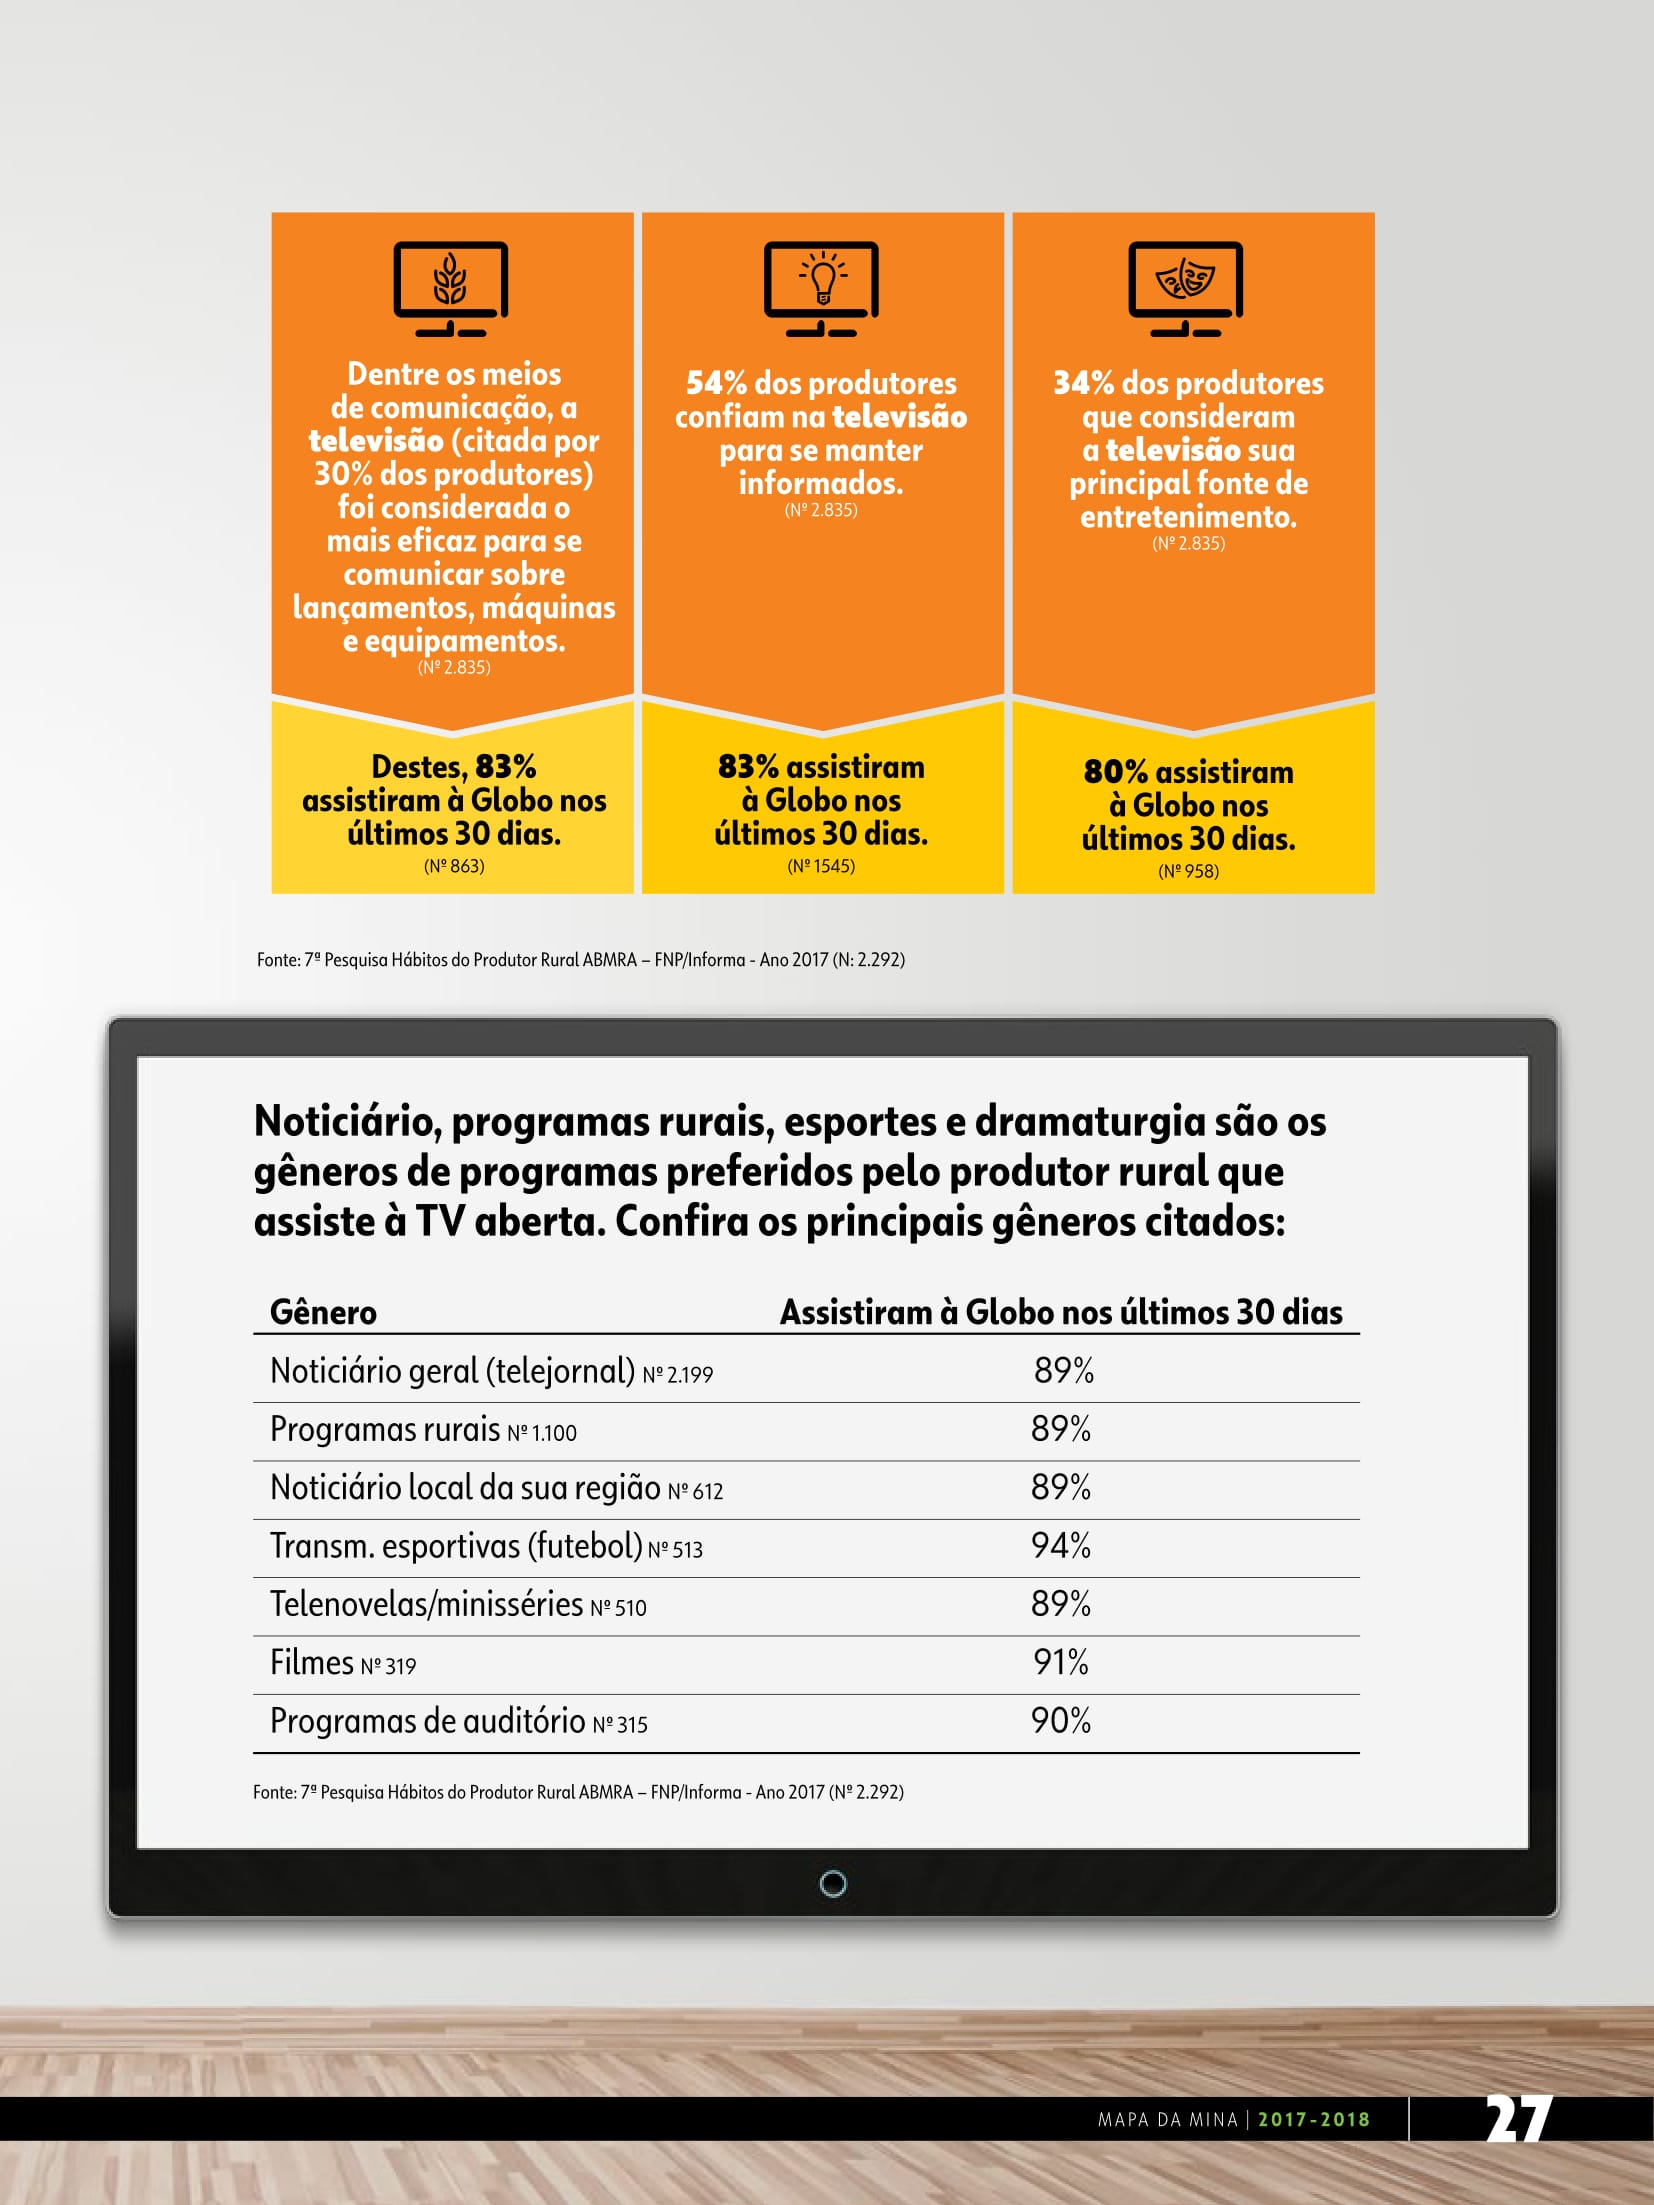 Dentre os meios
de comunicação, a
televisão (citada por
30% dos produtores)
foi considerada o
mais eficaz para se
comunicar sobre
lançamentos, máquinas
e equipamentos.
(Nº 2.835)
Destes, 83%
assistiram à Globo nos
últimos 30 dias.
(Nº 863)
54% dos produtores
confiam na televisão
para se manter
informados.
(Nº 2.835)
83% assistiram
à Globo nos
últimos 30 dias.
(Nº 1545)
34% dos produtores
que consideram
a televisão sua
principal fonte de
entretenimento.
(Nº 2.835)
80% assistiram
à Globo nos
últimos 30 dias.
(Nº 958)
Fonte: 7ª Pesquisa Hábitos do Produtor Rural ABMRA – FNP/Informa - Ano 2017 (N: 2.292)
Noticiário, programas rurais, esportes e dramaturgia são os
gêneros de programas preferidos pelo produtor rural que
assiste à TV aberta. Confira os principais gêneros citados:
Gênero Assistiram à Globo nos últimos 30 dias
Noticiário geral (telejornal) Nº 2.199 89%
Programas rurais Nº 1.100 89%
Noticiário local da sua região Nº 612 89%
Transm. esportivas (futebol) Nº 513 94%
Telenovelas/minisséries Nº 510 89%
Filmes Nº 319 91%
Programas de auditório Nº 315 90%
Fonte: 7ª Pesquisa Hábitos do Produtor Rural ABMRA – FNP/Informa - Ano 2017 (Nº 2.292)
MAPA DA MINA | 2017-2018 27